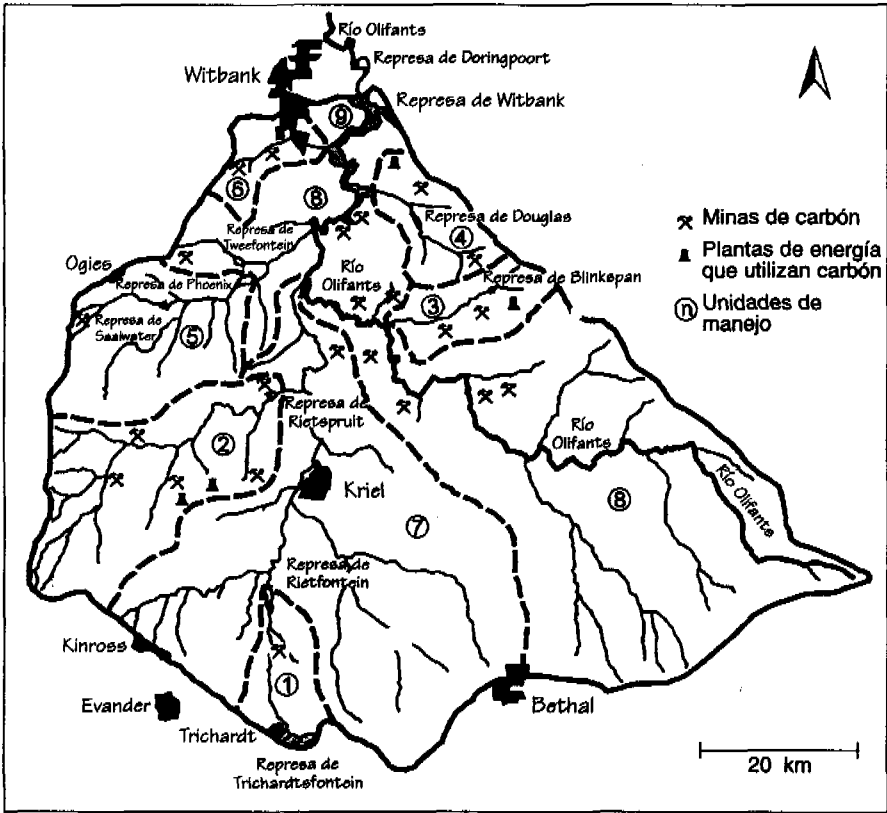 Río Olifants
Represa de Doringpoort
Witbank
Represa de Witbank
9
6
8
Represa de Douglas
Represa de
Tweefontein
4
Minas de carbón
Plantas de energía
que utilizan carbón
n Unidades de
manejo
Ogies
Río
Olifants
Represa de Blinkspan
Represa de Phoenix
3
Represa de
Saalwater
5
Represa de
Rietspruit
Río
Olifants
2
Kriel
Río Olifants
8
7
Represa de
Rietfontein
Kinross
1
Evander
Bethal
Trichardt
Represa de
Trichardtsfontein
20 km